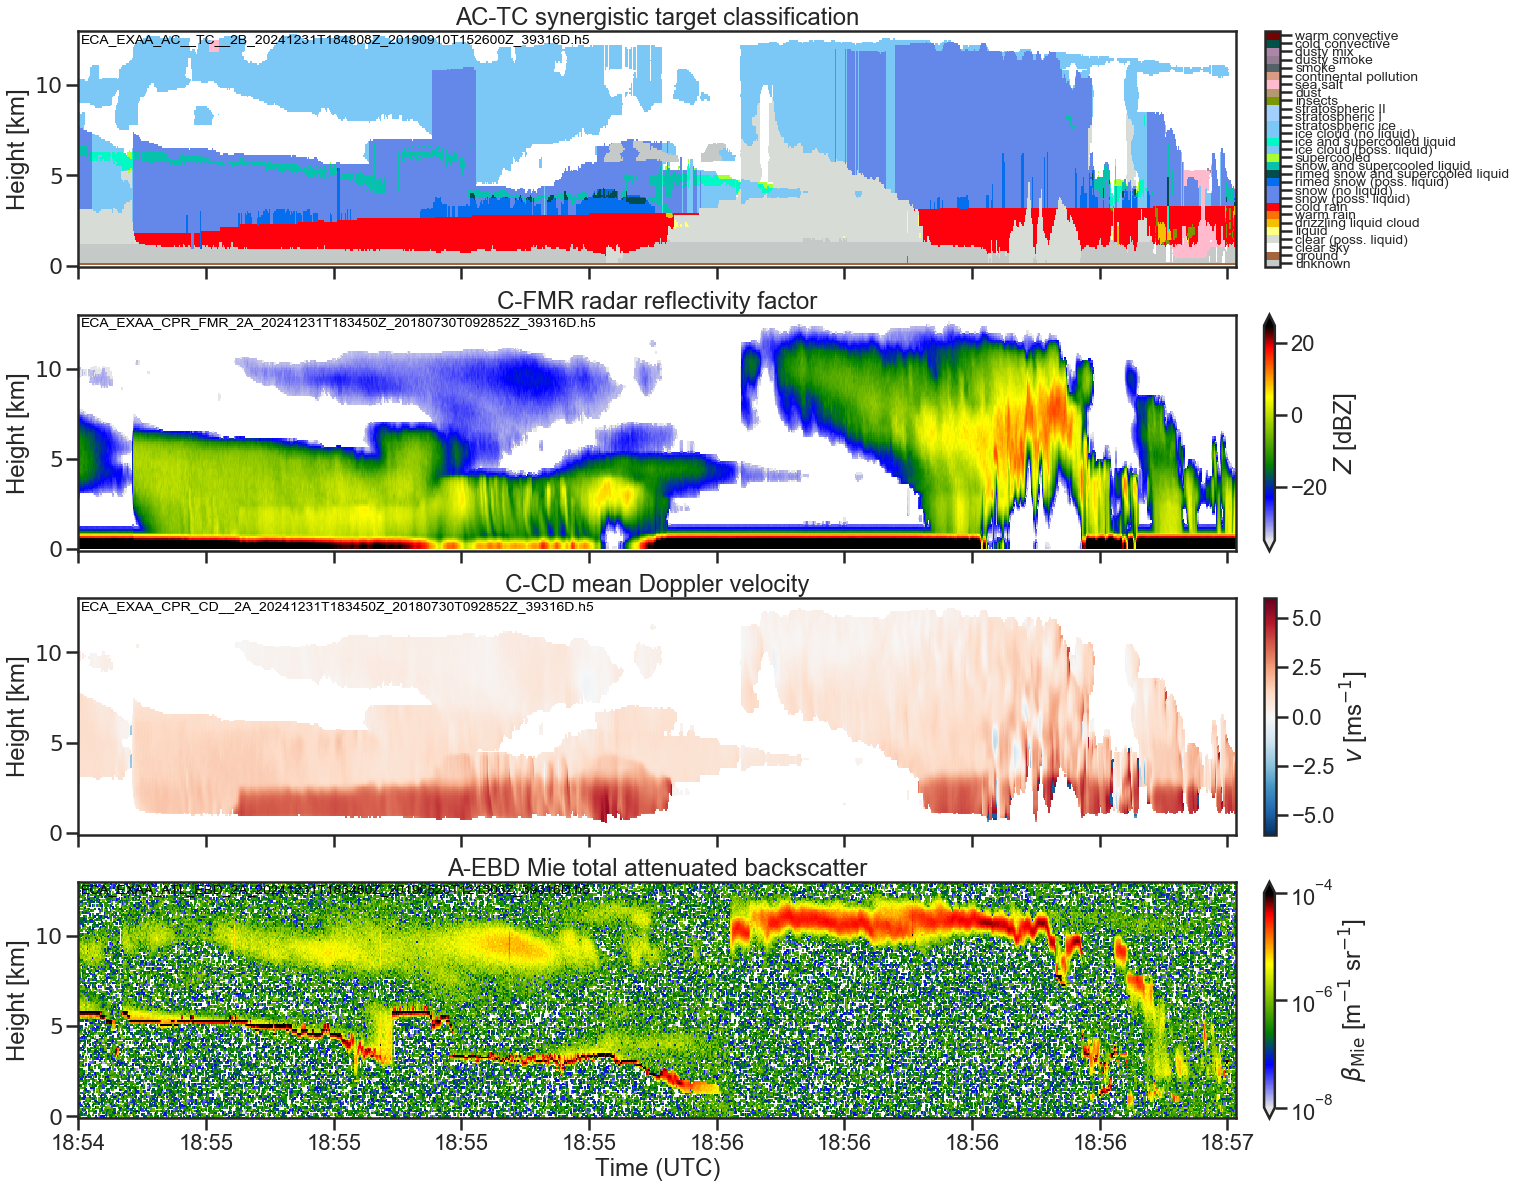 AC-TC synergistic target classification
ECA_EXAA_AC__TC__2B_20241231T184808Z_20190910T152600Z_39316D.h5
Height [km]
10
5
0
warm convective
cold convective
dusty mix
dusty smoke
smoke
continental pollution
sea salt
dust
insects
stratospheric II
stratospheric I
stratospheric ice
ice cloud (no liquid)
ice and supercooled liquid
ice cloud (poss. liquid)
supercooled
snow and supercooled liquid
rimed snow and supercooled liquid
rimed snow (poss. liquid)
snow (no liquid)
snow (poss. liquid)
cold rain
warm rain
drizzling liquid cloud
liquid
clear (poss. liquid)
clear sky
ground
unknown
C-FMR radar reflectivity factor
ECA_EXAA_CPR_FMR_2A_20241231T183450Z_20180730T092852Z_39316D.h5
Height [km]
10
5
0
20
0
−20
Z [dBZ]
C-CD mean Doppler velocity
ECA_EXAA_CPR_CD__2A_20241231T183450Z_20180730T092852Z_39316D.h5
Height [km]
10
5
0
5.0
2.5
0.0
−2.5
−5.0
v [ms⁻¹]
A-EBD Mie total attenuated backscatter
Height [km]
10
5
0
10⁻⁴
10⁻⁶
10⁻⁸
βMie [m⁻¹ sr⁻¹]
18:54 18:55 18:55 18:55 18:55 18:56 18:56 18:56 18:56 18:57
Time (UTC)